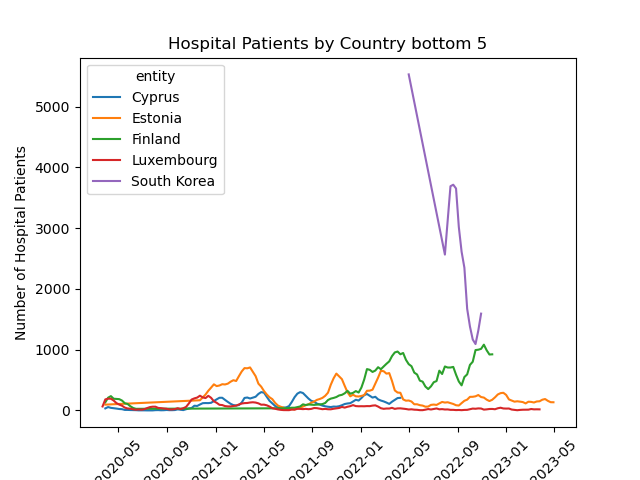 Hospital Patients by Country bottom 5
entity
Cyprus
Estonia
Finland
Luxembourg
South Korea
Number of Hospital Patients
5000
4000
3000
2000
1000
0
2020-05
2020-09
2021-01
2021-05
2021-09
2022-01
2022-05
2022-09
2023-01
2023-05